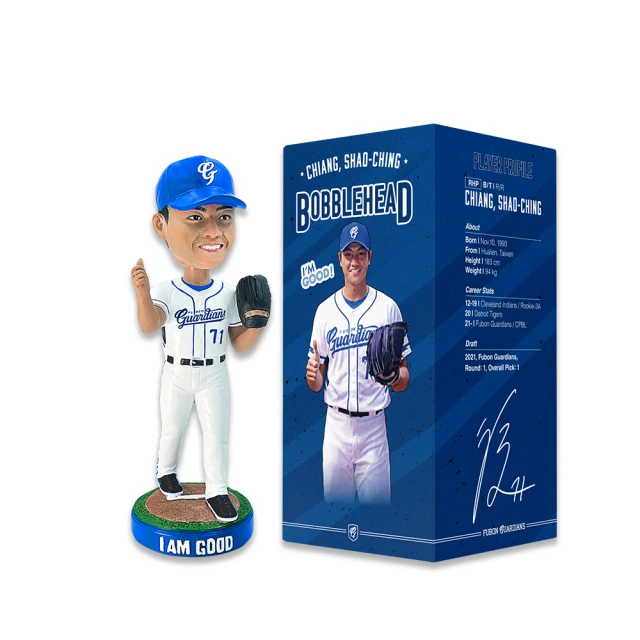 G
Guardians
71
I AM GOOD
• CHIANG, SHAO-CHING •
BOBBLEHEAD
I'M
GOOD!
FUBON
Guardians
7
PLAYER PROFILE
RHP B/T I R/R
CHIANG, SHAO-CHING
About
Born I Nov 10, 1993
From I Hualien, Taiwan
Height I 183 cm
Weight I 94 kg
Career Stats
12-19 I Cleveland Indians / Rookie-3A
20 I Detroit Tigers
21- I Fubon Guardians / CPBL
Draft
2021, Fubon Guardians,
Round: 1, Overall Pick: 1
FUBON GUARDIANS